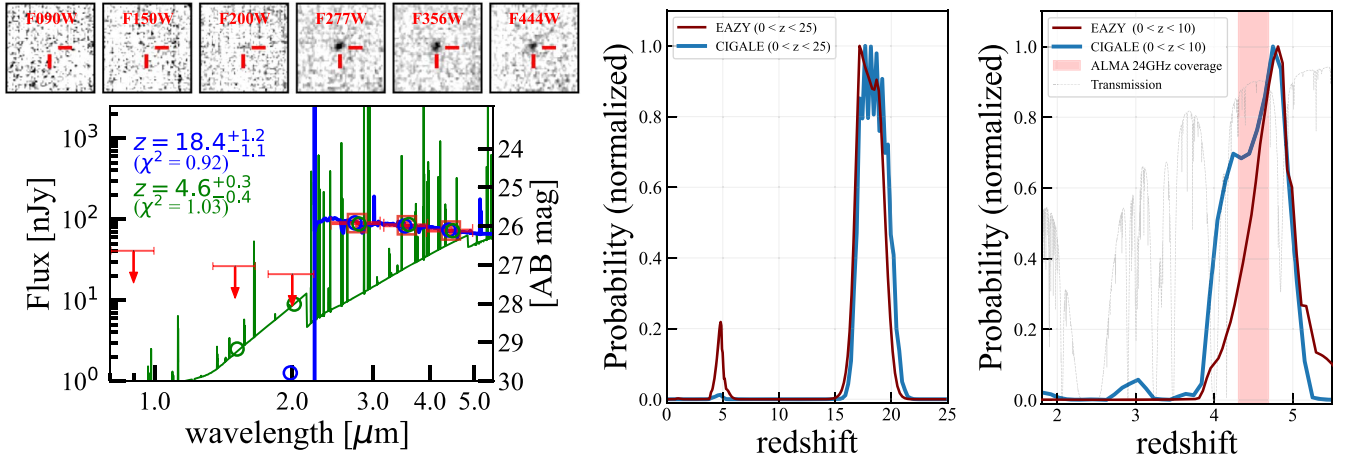 F090W F150W F200W F277W F356W F444W
z = 18.4 +1.2 −1.1
(χ² = 0.92)
z = 4.6 +0.3 −0.4
(χ² = 1.03)
Flux [nJy]
10³
10²
10¹
10⁰
[AB mag]
24
25
26
27
28
29
30
1.0 2.0 3.0 4.0 5.0
wavelength [μm]
EAZY (0 < z < 25)
CIGALE (0 < z < 25)
Probability (normalized)
1.0
0.8
0.6
0.4
0.2
0.0
0 5 10 15 20 25
redshift
EAZY (0 < z < 10)
CIGALE (0 < z < 10)
ALMA 24GHz coverage
Transmission
Probability (normalized)
1.0
0.8
0.6
0.4
0.2
0.0
2 3 4 5
redshift